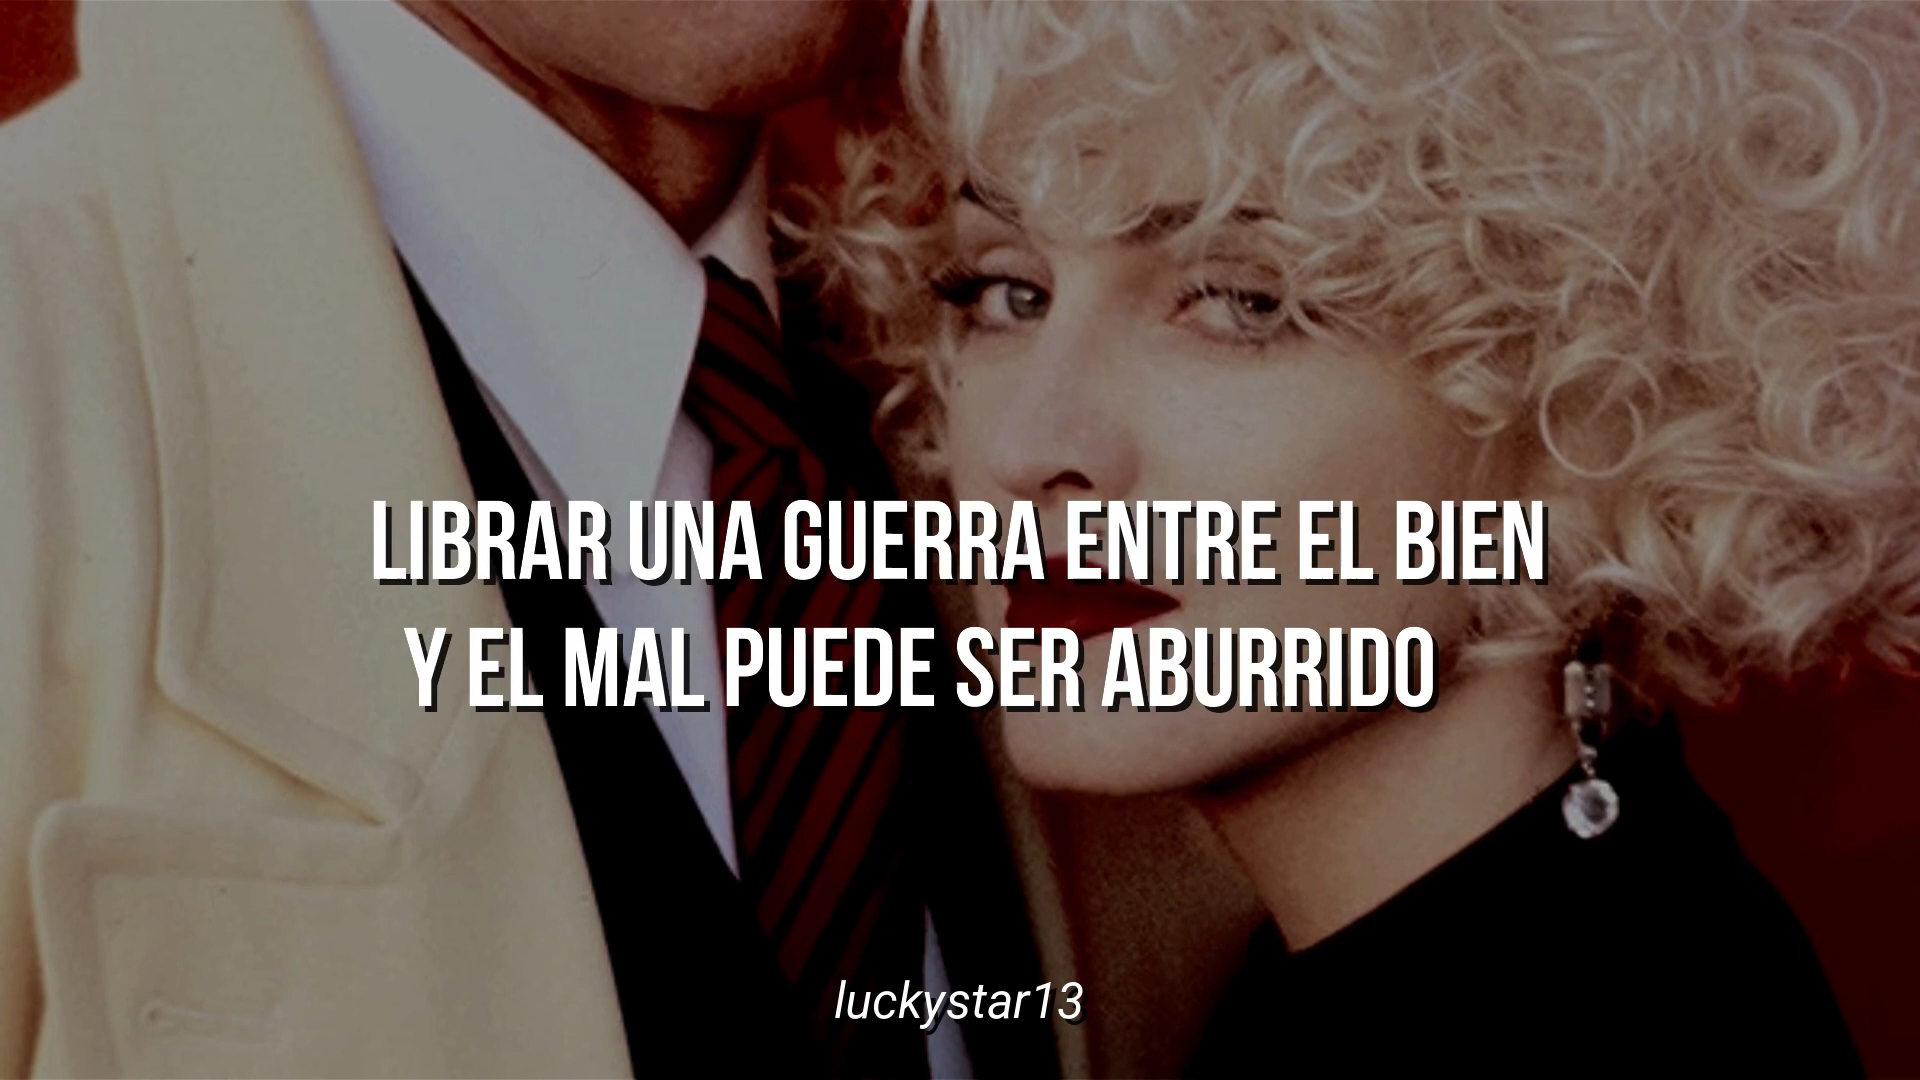 LIBRAR UNA GUERRA ENTRE EL BIEN
Y EL MAL PUEDE SER ABURRIDO
luckystar13